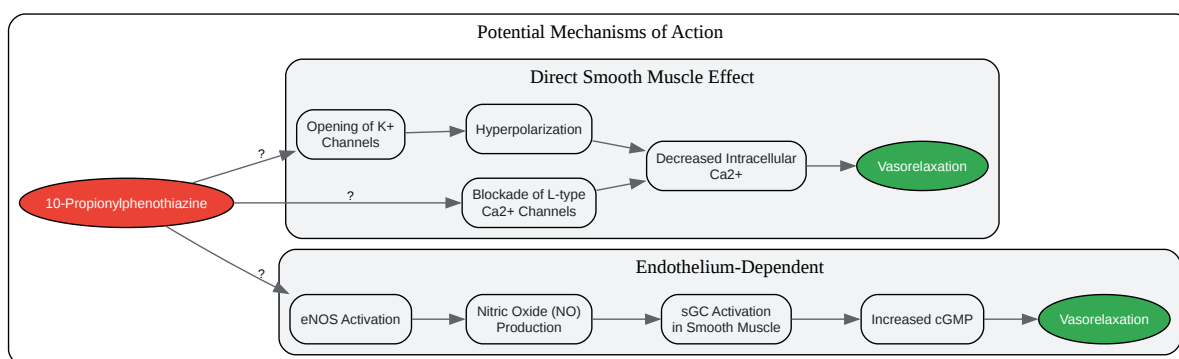 Potential Mechanisms of Action
Direct Smooth Muscle Effect
Opening of K+
Channels
Hyperpolarization
Decreased Intracellular
Ca2+
Vasorelaxation
?
10-Propionylphenothiazine
?
Blockade of L-type
Ca2+ Channels
Endothelium-Dependent
?
eNOS Activation
Nitric Oxide (NO)
Production
sGC Activation
in Smooth Muscle
Increased cGMP
Vasorelaxation